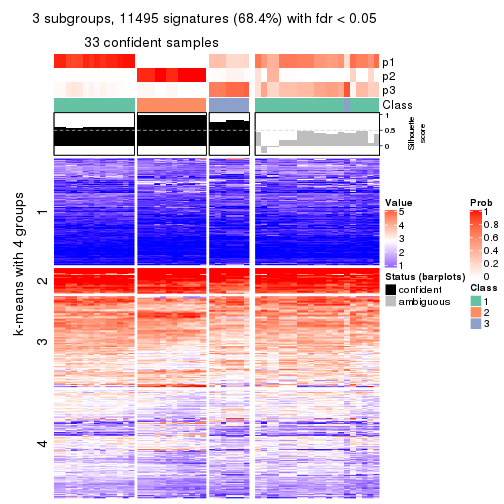 3 subgroups, 11495 signatures (68.4%) with fdr < 0.05
33 confident samples
p1
p2
p3
Class
1
0.5
0
Silhouette
score
k-means with 4 groups
1
2
3
4
Value
5
4
3
2
1
Status (barplots)
confident
ambiguous
Prob
1
0.8
0.6
0.4
0.2
0
Class
1
2
3